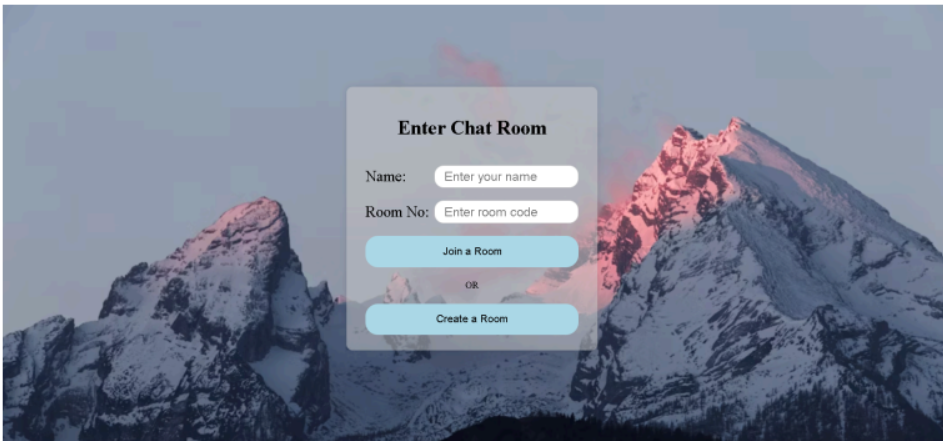 Enter Chat Room
Name: Enter your name
Room No: Enter room code
Join a Room
OR
Create a Room